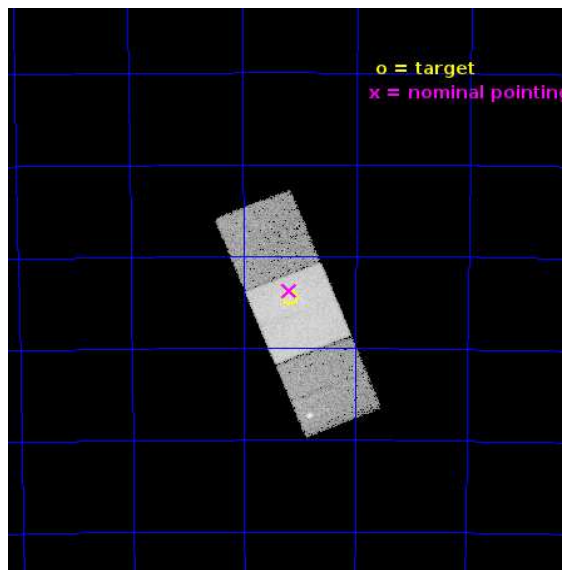 o = target
x = nominal pointing